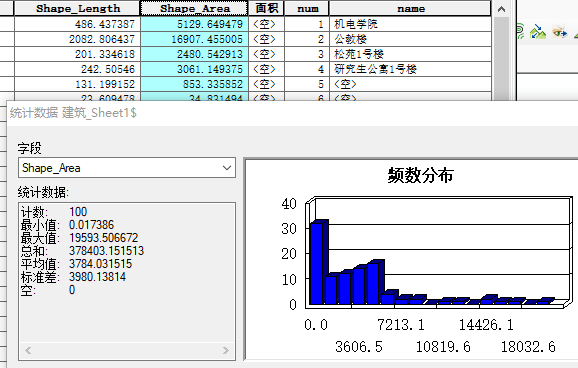 Shape_Length Shape_Area 面积 num name
486.437387 5129.649479 <空> 1 机电学院
2082.806437 16907.455005 <空> 2 公教楼
201.334618 2480.542913 <空> 3 松苑1号楼
242.50546 3061.149375 <空> 4 研究生公寓1号楼
131.199152 853.335852 <空> 5 <空>
23.609478 34.831494 <空> 6 <空>
统计数据 建筑_Sheet1$
字段
Shape_Area
统计数据:
计数: 100
最小值: 0.017386
最大值: 19593.506672
总和: 378403.151513
平均值: 3784.031515
标准差: 3980.13814
空: 0
频数分布
40
30
20
10
0
0.0 7213.1 14426.1
3606.5 10819.6 18032.6